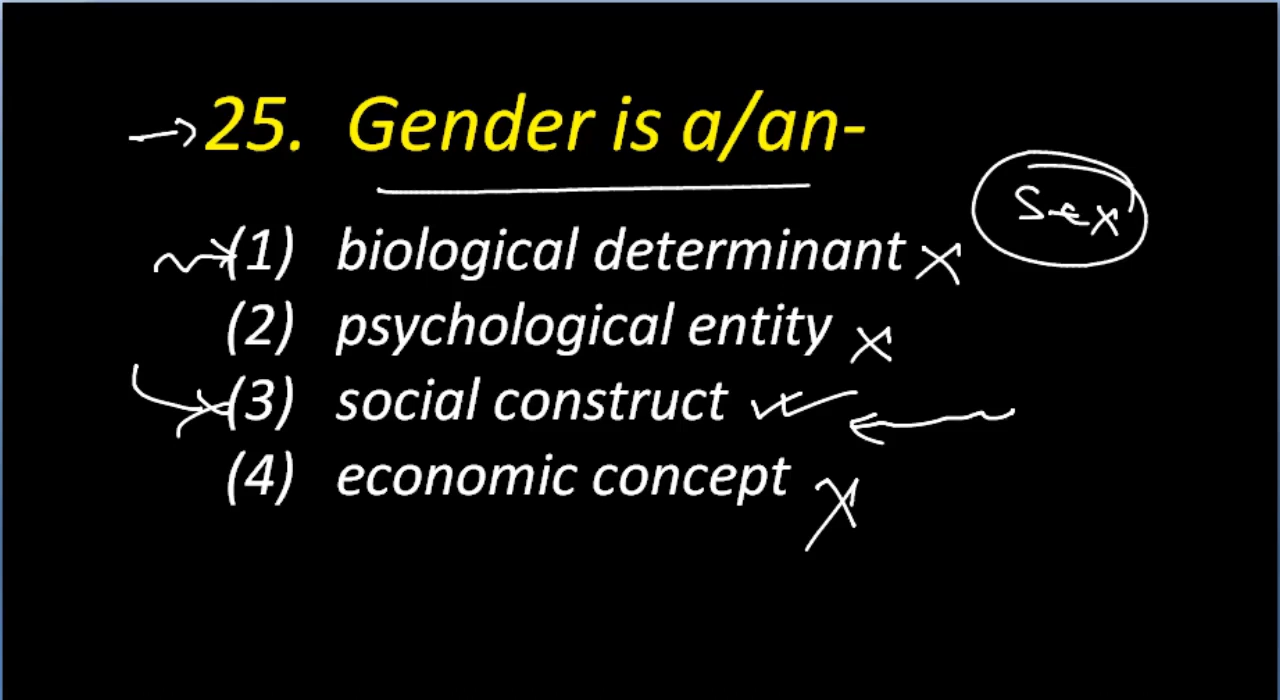 25. Gender is a/an-
Sex
(1) biological determinant
(2) psychological entity
(3) social construct
(4) economic concept